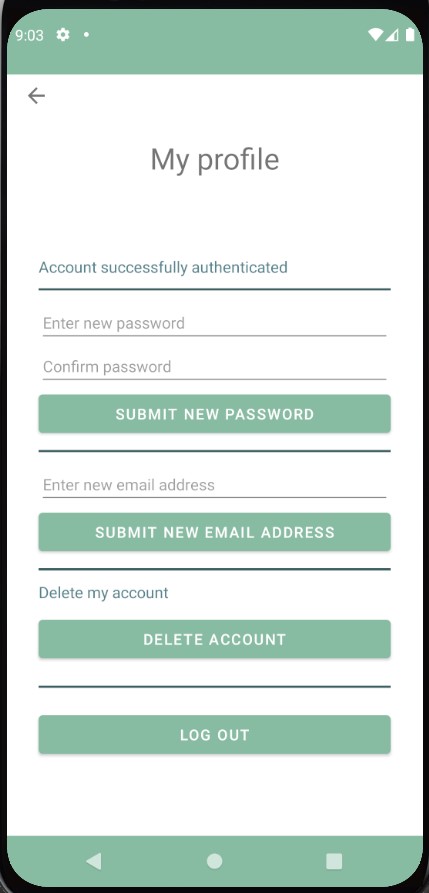 9:03
My profile
Account successfully authenticated
Enter new password
Confirm password
SUBMIT NEW PASSWORD
Enter new email address
SUBMIT NEW EMAIL ADDRESS
Delete my account
DELETE ACCOUNT
LOG OUT